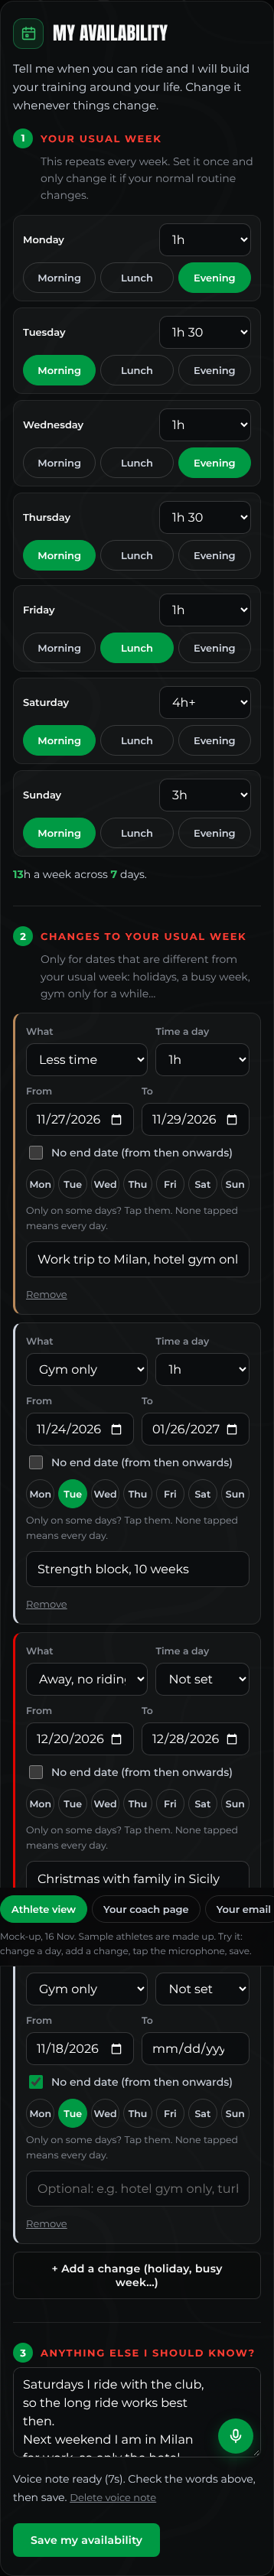 MY AVAILABILITY
Tell me when you can ride and I will build
your training around your life. Change it
whenever things change.
1 YOUR USUAL WEEK
This repeats every week. Set it once and
only change it if your normal routine
changes.
Monday 1h
Morning Lunch Evening
Tuesday 1h 30
Morning Lunch Evening
Wednesday 1h
Morning Lunch Evening
Thursday 1h 30
Morning Lunch Evening
Friday 1h
Morning Lunch Evening
Saturday 4h+
Morning Lunch Evening
Sunday 3h
Morning Lunch Evening
13h a week across 7 days.
2 CHANGES TO YOUR USUAL WEEK
Only for dates that are different from
your usual week: holidays, a busy week,
gym only for a while...
What Time a day
Less time 1h
From To
11/27/2026 11/29/2026
No end date (from then onwards)
Mon Tue Wed Thu Fri Sat Sun
Only on some days? Tap them. None tapped
means every day.
Work trip to Milan, hotel gym onl
Remove
What Time a day
Gym only 1h
From To
11/24/2026 01/26/2027
No end date (from then onwards)
Mon Tue Wed Thu Fri Sat Sun
Only on some days? Tap them. None tapped
means every day.
Strength block, 10 weeks
Remove
What Time a day
Away, no riding Not set
From To
12/20/2026 12/28/2026
No end date (from then onwards)
Mon Tue Wed Thu Fri Sat Sun
Only on some days? Tap them. None tapped
means every day.
Christmas with family in Sicily
Athlete view Your coach page Your email
Mock-up, 16 Nov. Sample athletes are made up. Try it:
change a day, add a change, tap the microphone, save.
Gym only Not set
From To
11/18/2026 mm/dd/yyy
No end date (from then onwards)
Mon Tue Wed Thu Fri Sat Sun
Only on some days? Tap them. None tapped
means every day.
Optional: e.g. hotel gym only, turl
Remove
+ Add a change (holiday, busy
week...)
3 ANYTHING ELSE I SHOULD KNOW?
Saturdays I ride with the club,
so the long ride works best
then.
Next weekend I am in Milan
for work, so only the hotel
Voice note ready (7s). Check the words above,
then save. Delete voice note
Save my availability